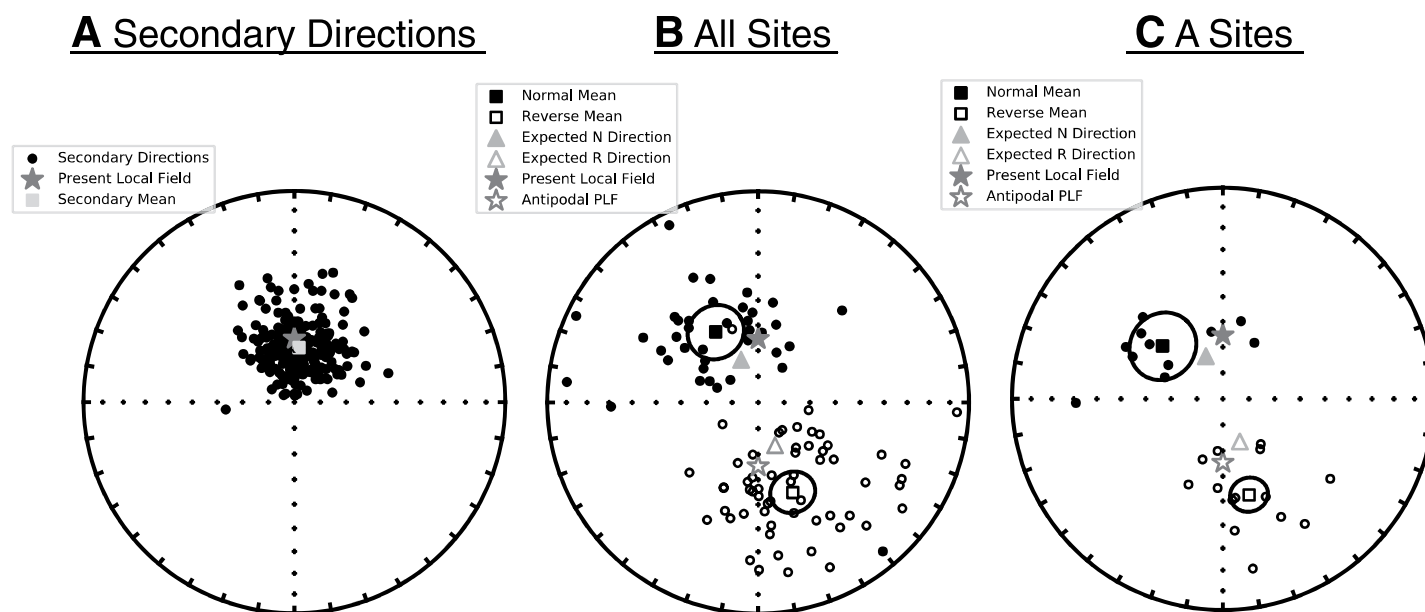 A Secondary Directions
Secondary Directions
Present Local Field
Secondary Mean
B All Sites
Normal Mean
Reverse Mean
Expected N Direction
Expected R Direction
Present Local Field
Antipodal PLF
C A Sites
Normal Mean
Reverse Mean
Expected N Direction
Expected R Direction
Present Local Field
Antipodal PLF